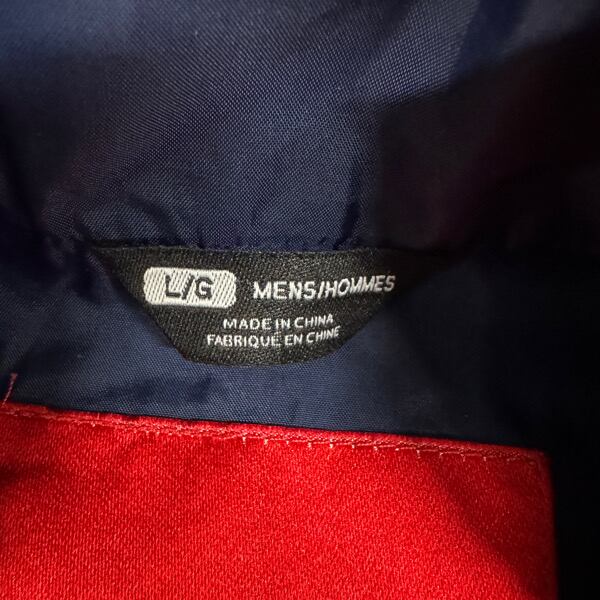 L/G MENS/HOMMES
MADE IN CHINA
FABRIQUE EN CHINE